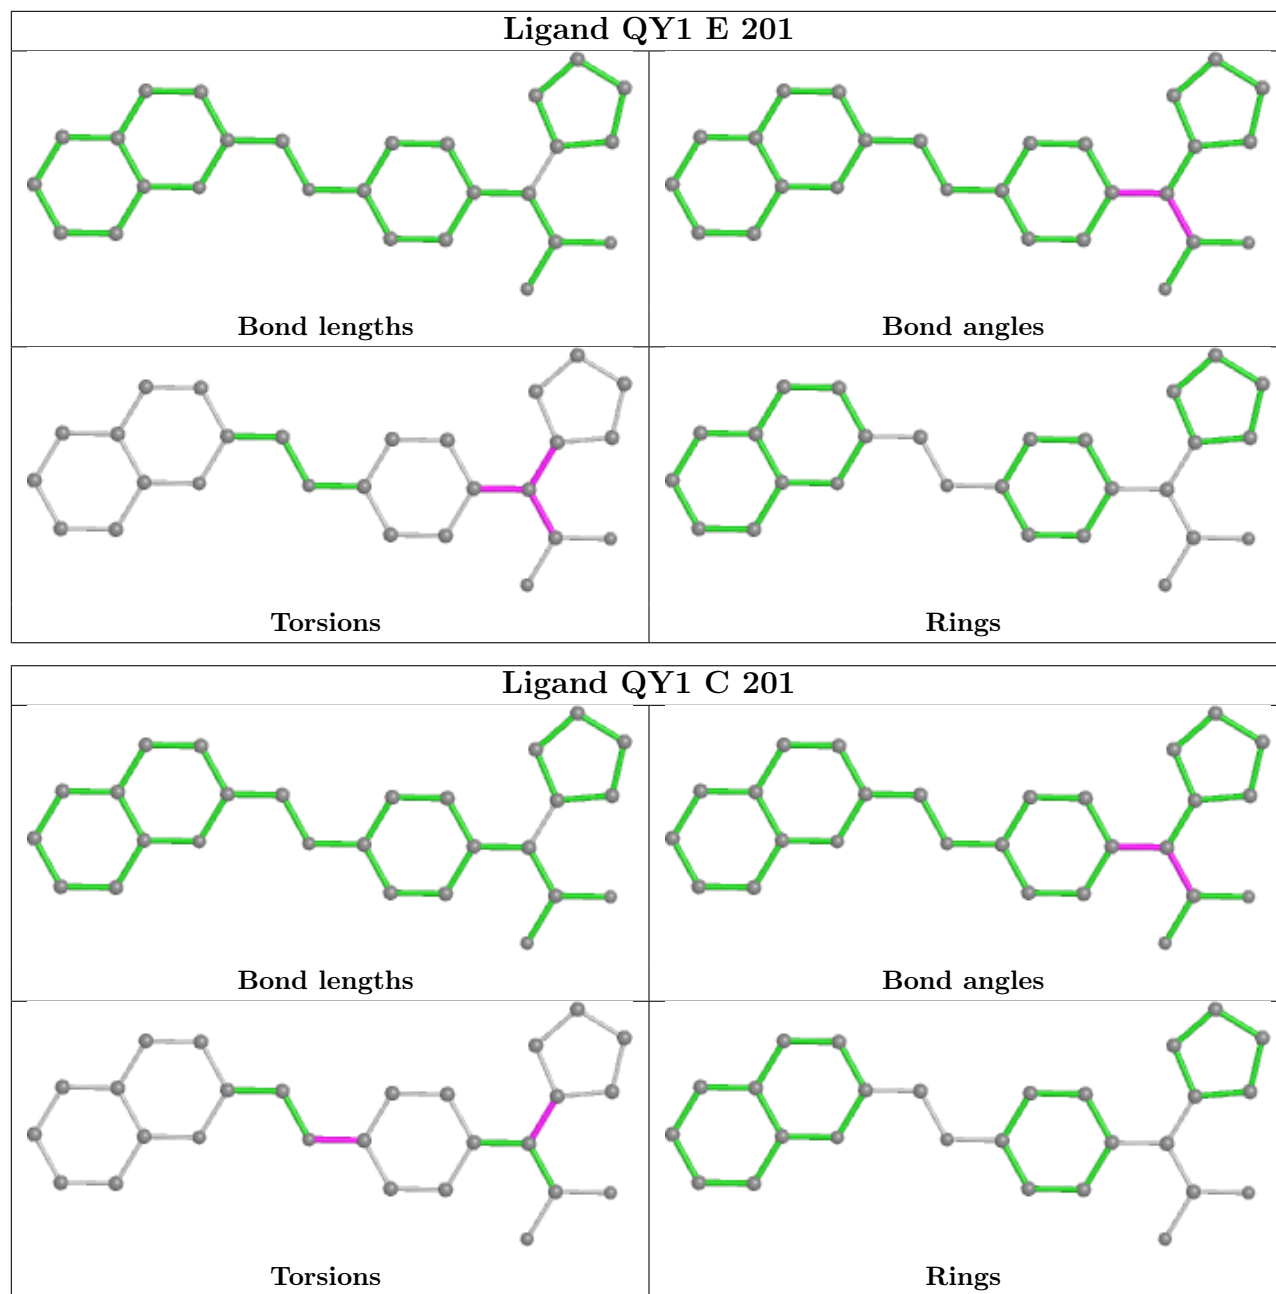 Ligand QY1 E 201
Bond lengths
Bond angles
Torsions
Rings
Ligand QY1 C 201
Bond lengths
Bond angles
Torsions
Rings